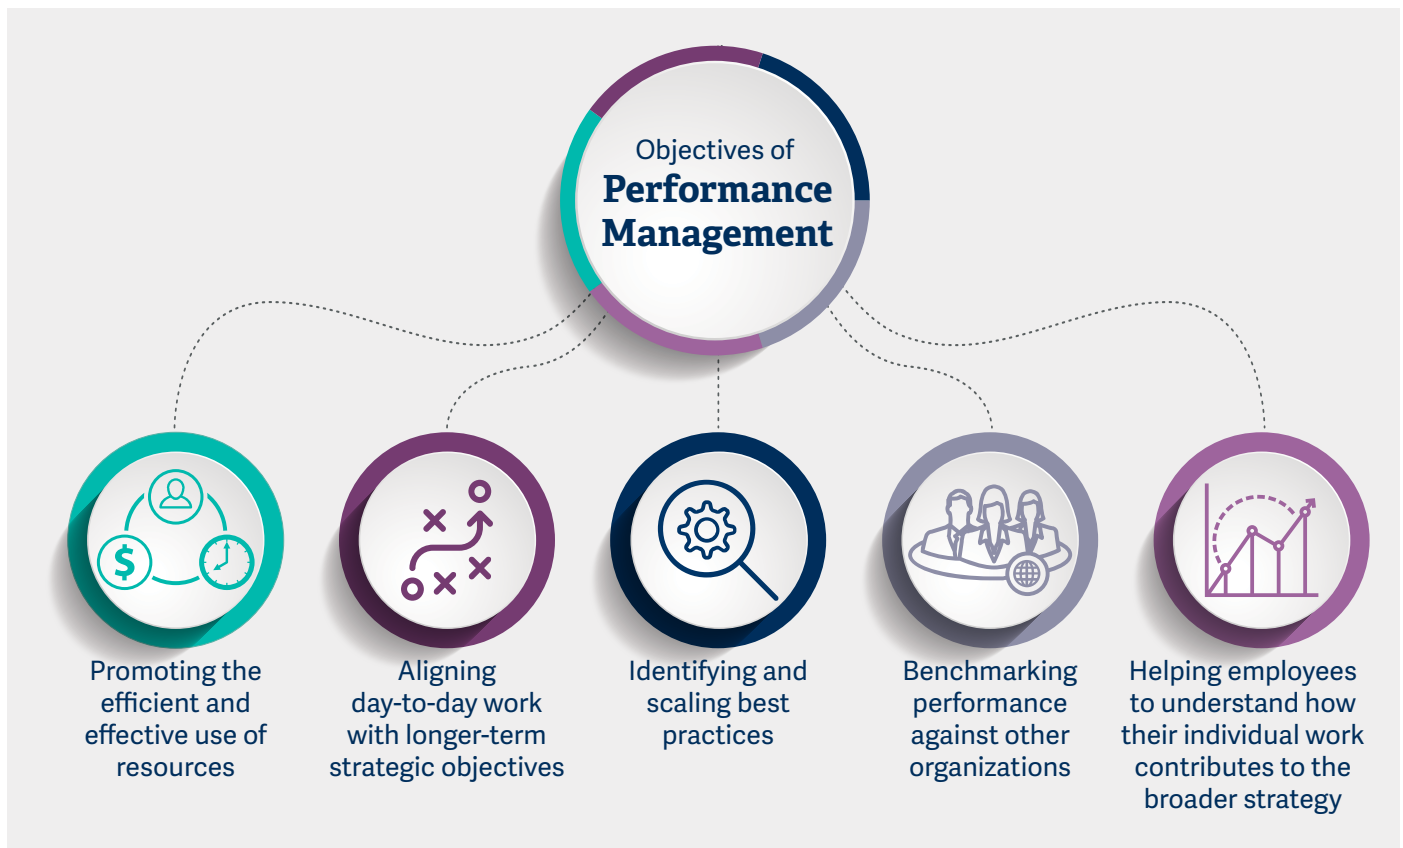 Objectives of
Performance
Management
Promoting the
efficient and
effective use of
resources
Aligning
day-to-day work
with longer-term
strategic objectives
Identifying and
scaling best
practices
Benchmarking
performance
against other
organizations
Helping employees
to understand how
their individual work
contributes to the
broader strategy
$